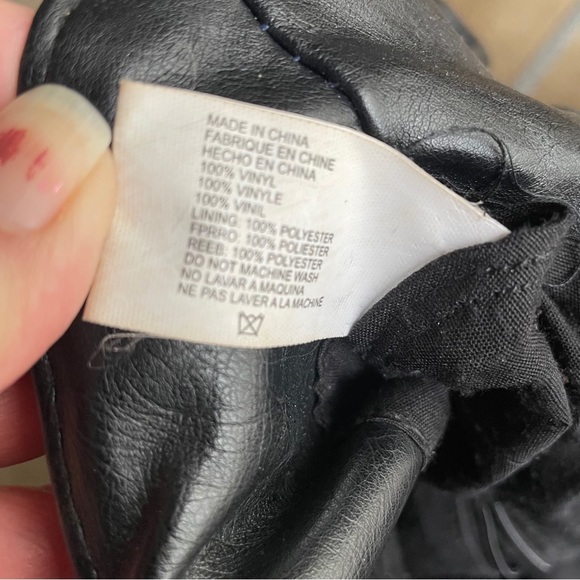 MADE IN CHINA
FABRIQUE EN CHINE
HECHO EN CHINA
100% VINYL
100% VINYLE
100% VINIL
LINING: 100% POLYESTER
FPRRO: 100% POLIESTER
REEB: 100% POLYESTER
DO NOT MACHINE WASH
NO LAVAR A MAQUINA
NE PAS LAVER A LA MACHINE